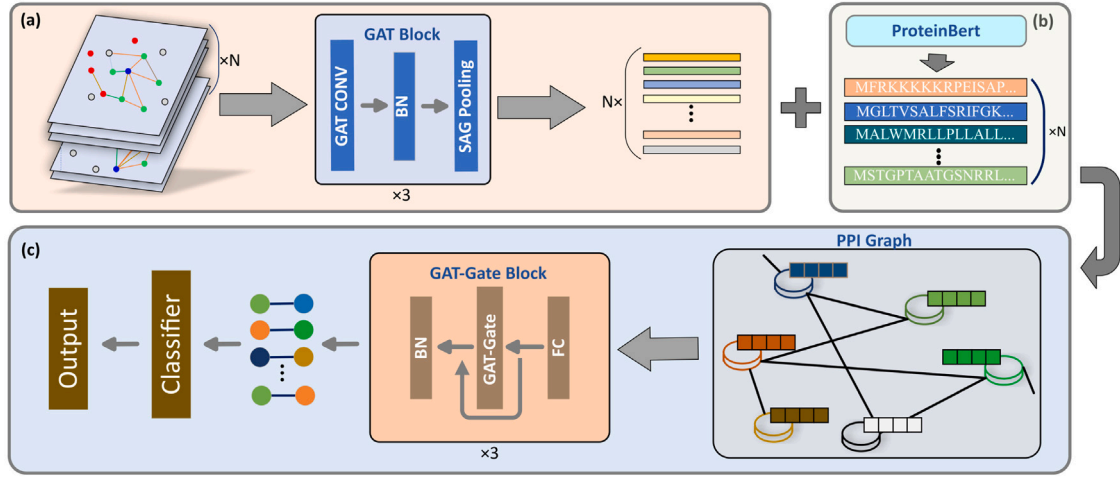 (a)
×N
GAT Block
GAT CONV
BN
SAG Pooling
×3
N×
ProteinBert
(b)
MFRKKKKKRPEISAP...
MGLTVSALFSRIFGK...
MALWMRLLPLLALL...
MSTGPTAATGSNRRL...
×N
(c)
Output
Classifier
GAT-Gate Block
BN
GAT-Gate
FC
×3
PPI Graph